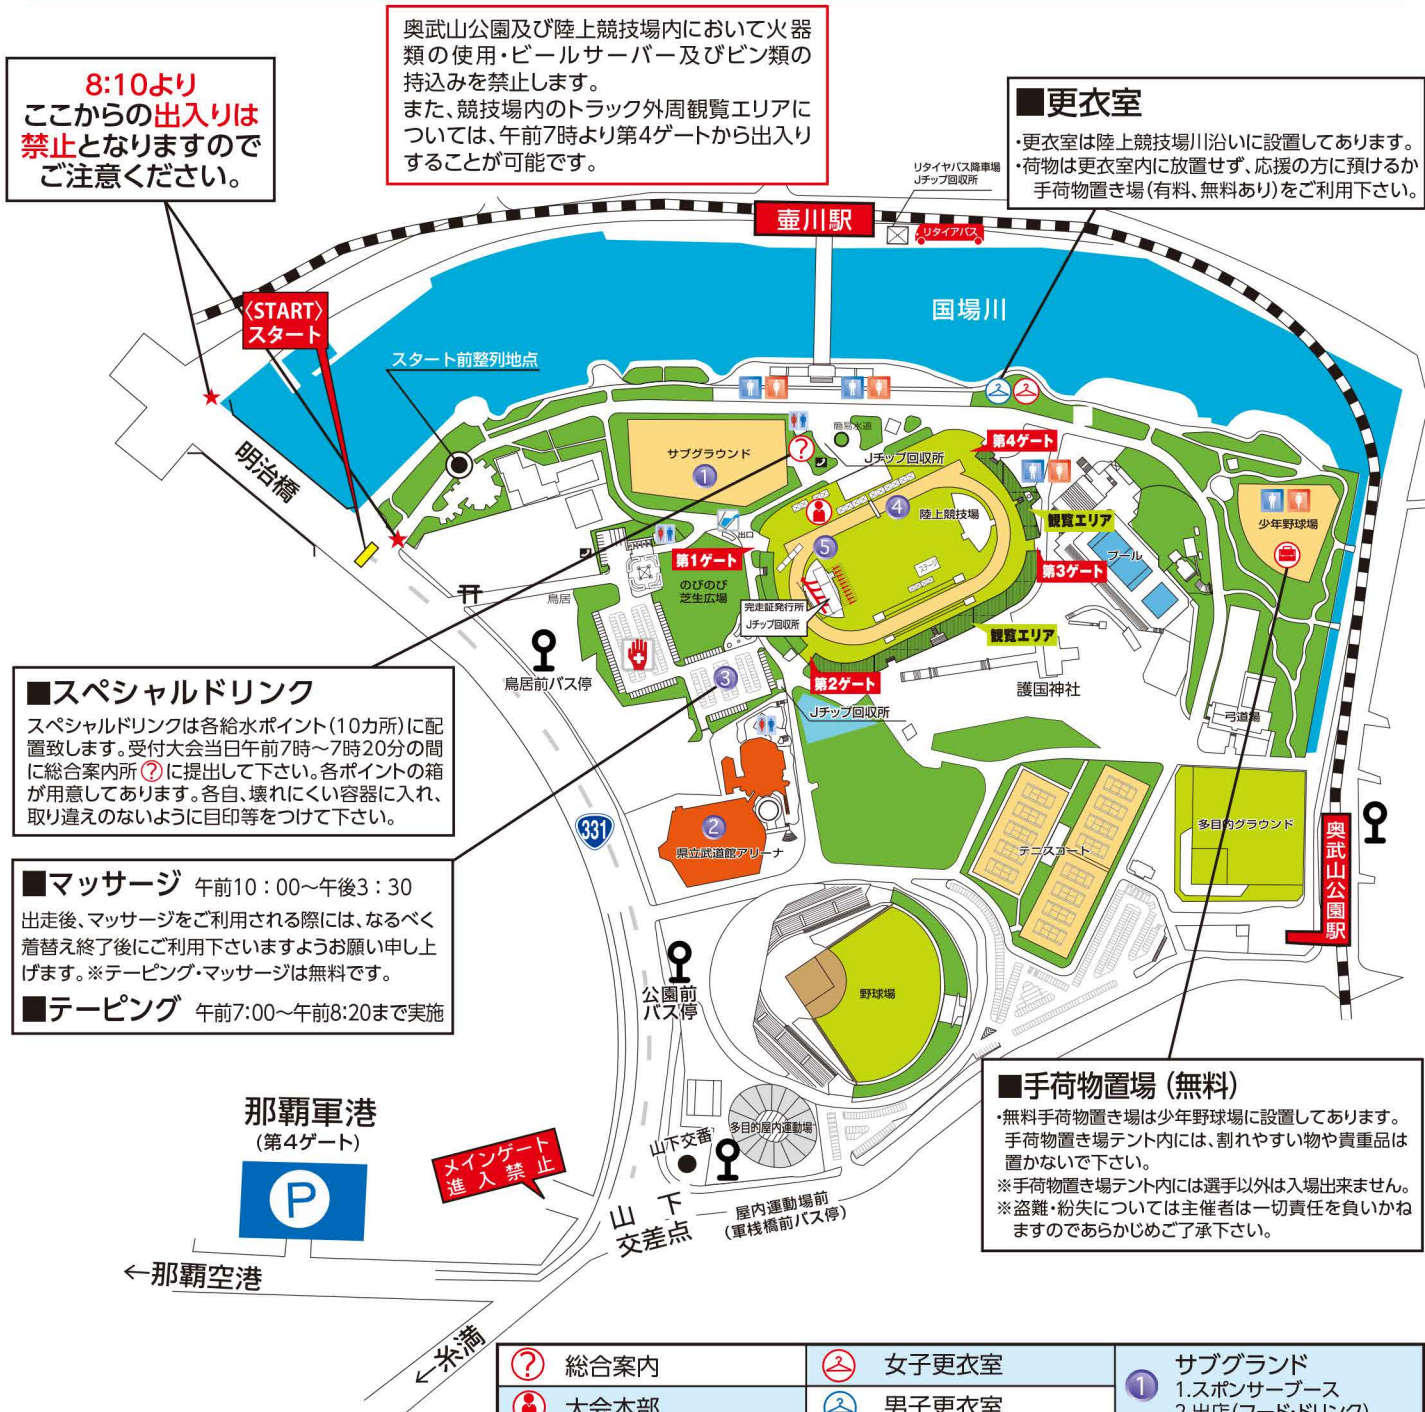 奥武山公園及び陸上競技場内において火器
類の使用・ビールサーバー及びビン類の
持込みを禁止します。
また、競技場内のトラック外周観覧エリアに
ついては、午前7時より第4ゲートから出入り
することが可能です。
8:10より
ここからの出入りは
禁止となりますので
ご注意ください。
■更衣室
・更衣室は陸上競技場川沿いに設置してあります。
・荷物は更衣室内に放置せず、応援の方に預けるか
手荷物置き場(有料、無料あり)をご利用下さい。
リタイヤバス降車場
Jチップ回収所
リタイアバス
壷川駅
国場川
〈START〉
スタート
スタート前整列地点
明治橋
サブグラウンド
1
?
簡易水道
Jチップ回収所
第4ゲート
4
陸上競技場
観覧エリア
プール
少年野球場
出口
第1ゲート
5
ステージ
第3ゲート
のびのび
芝生広場
完走証発行所
Jチップ回収所
観覧エリア
鳥居
鳥居前バス停
3
第2ゲート
Jチップ回収所
護国神社
弓道場
■スペシャルドリンク
スペシャルドリンクは各給水ポイント(10カ所)に配
置致します。受付大会当日午前7時〜7時20分の間
に総合案内所?に提出して下さい。各ポイントの箱
が用意してあります。各自、壊れにくい容器に入れ、
取り違えのないように目印等をつけて下さい。
331
2
県立武道館アリーナ
テニスコート
多目的グラウンド
奥武山公園駅
■マッサージ 午前10:00〜午後3:30
出走後、マッサージをご利用される際には、なるべく
着替え終了後にご利用下さいますようお願い申し上
げます。※テーピング・マッサージは無料です。
■テーピング 午前7:00〜午前8:20まで実施
公園前
バス停
野球場
■手荷物置場(無料)
・無料手荷物置き場は少年野球場に設置してあります。
手荷物置き場テント内には、割れやすい物や貴重品は
置かないで下さい。
※手荷物置き場テント内には選手以外は入場出来ません。
※盗難・紛失については主催者は一切責任を負いかね
ますのであらかじめご了承下さい。
那覇軍港
(第4ゲート)
P
メインゲート
進入禁止
山下交番
多目的屋内運動場
山下
交差点
屋内運動場前
(軍桟橋前バス停)
←那覇空港
←糸満
? 総合案内
女子更衣室
1 サブグランド
1.スポンサーブース
2.出店(フード・ドリンク)
大会本部
男子更衣室